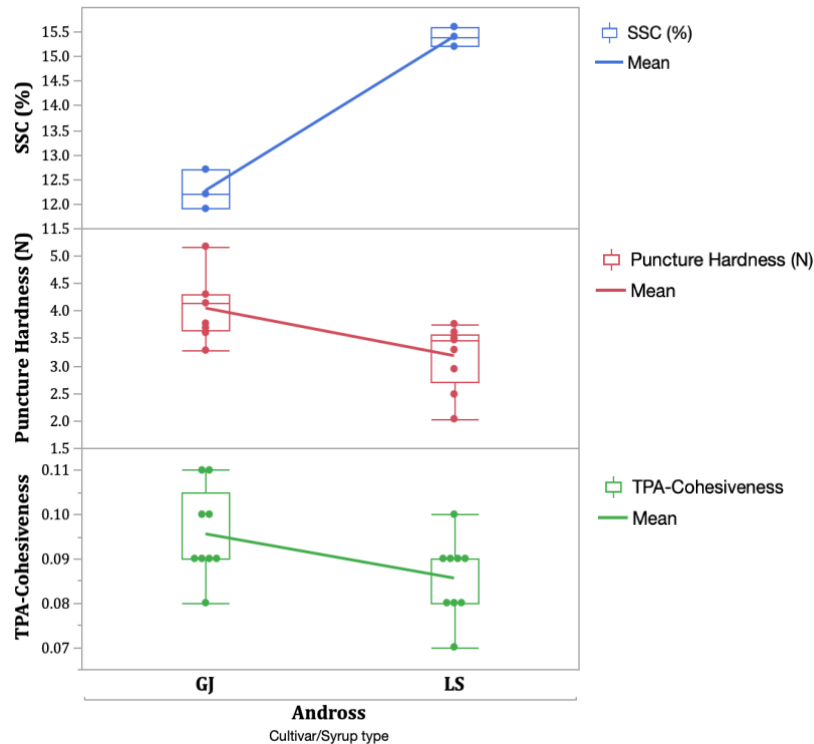 SSC (%)
15.5
15.0
14.5
14.0
13.5
13.0
12.5
12.0
11.5
SSC (%)
Mean
Puncture Hardness (N)
5.0
4.5
4.0
3.5
3.0
2.5
2.0
1.5
Puncture Hardness (N)
Mean
TPA-Cohesiveness
0.11
0.10
0.09
0.08
0.07
TPA-Cohesiveness
Mean
GJ LS
Andross
Cultivar/Syrup type